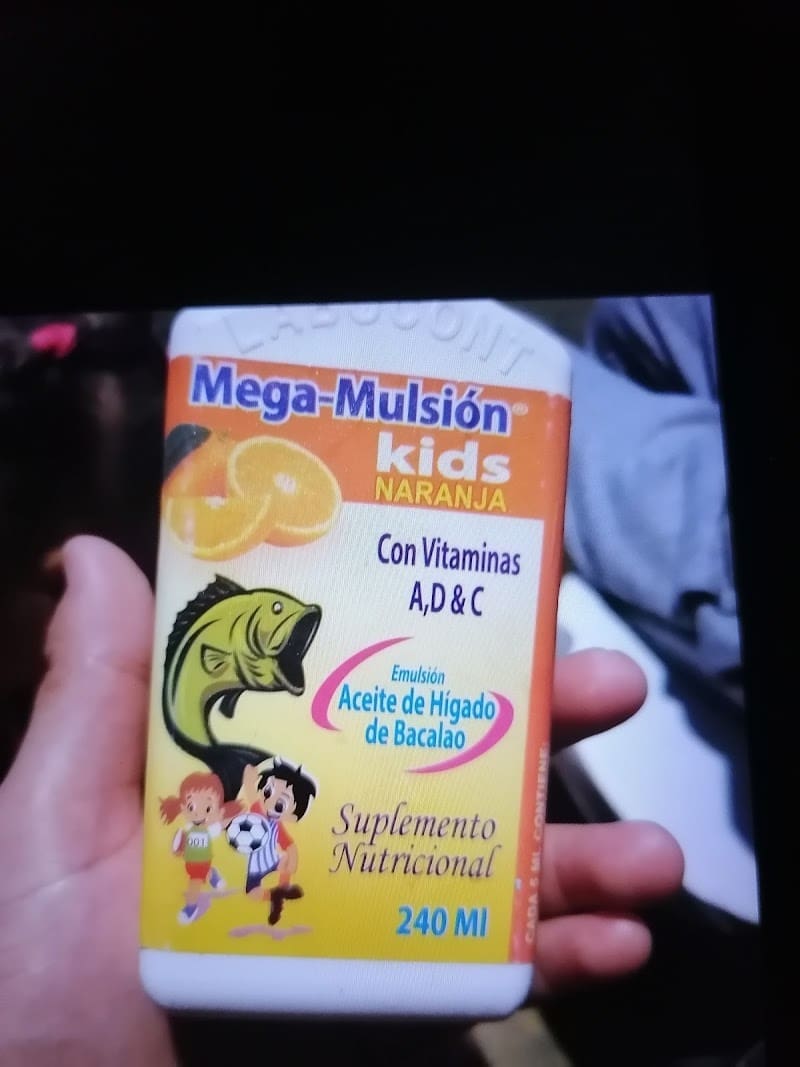 LABOCONT
Mega-Mulsión®
kids
NARANJA
Con Vitaminas
A,D & C
Emulsión
Aceite de Hígado
de Bacalao
001
Suplemento
Nutricional
240 Ml
CADA 5 ML CONTIENE: